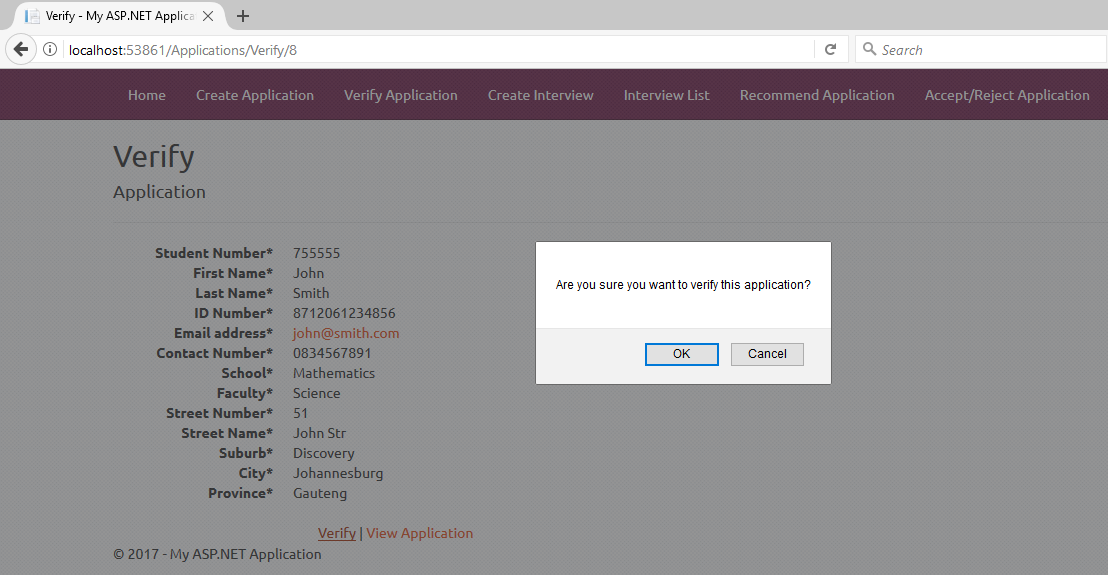 Verify - My ASP.NET Applica
localhost:53861/Applications/Verify/8
Search
Home Create Application Verify Application Create Interview Interview List Recommend Application Accept/Reject Application
Verify
Application
Student Number* 755555
First Name* John
Last Name* Smith
ID Number* 8712061234856
Email address* john@smith.com
Contact Number* 0834567891
School* Mathematics
Faculty* Science
Street Number* 51
Street Name* John Str
Suburb* Discovery
City* Johannesburg
Province* Gauteng
Verify | View Application
© 2017 - My ASP.NET Application
Are you sure you want to verify this application?
OK Cancel